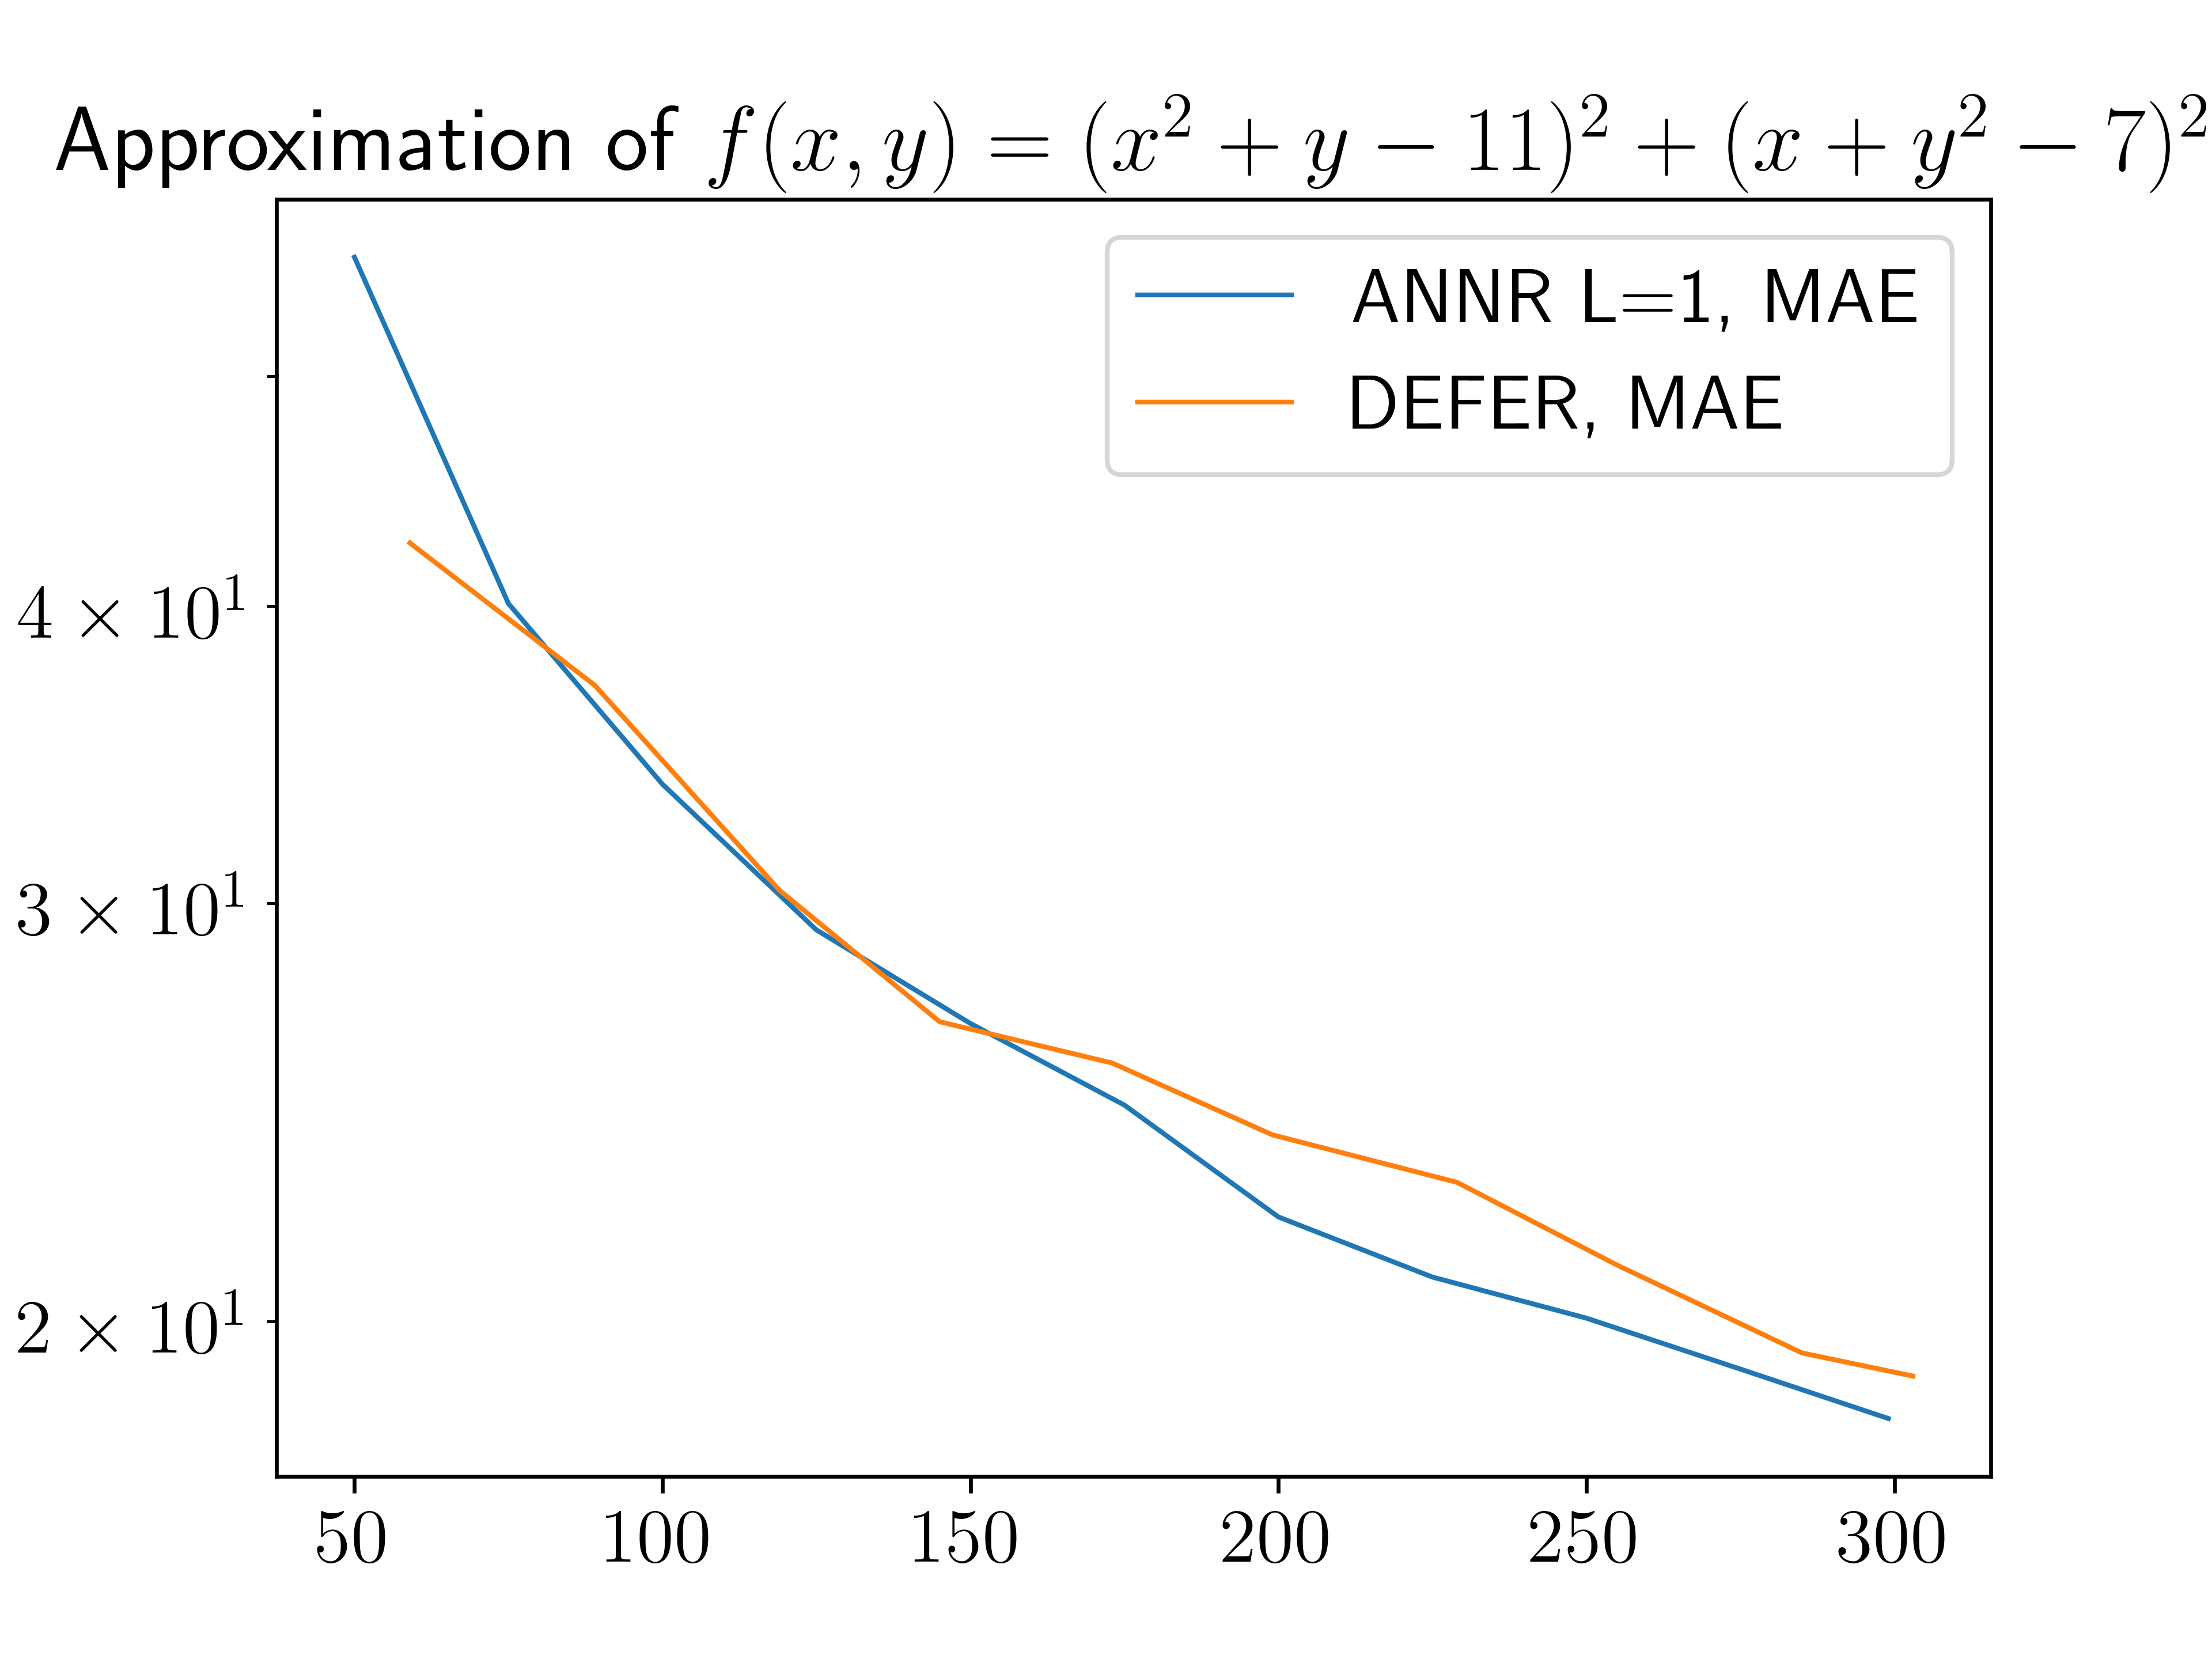 Approximation of f(x, y) = (x² + y − 11)² + (x + y² − 7)²
ANNR L=1, MAE
DEFER, MAE
4 × 10¹
3 × 10¹
2 × 10¹
50 100 150 200 250 300